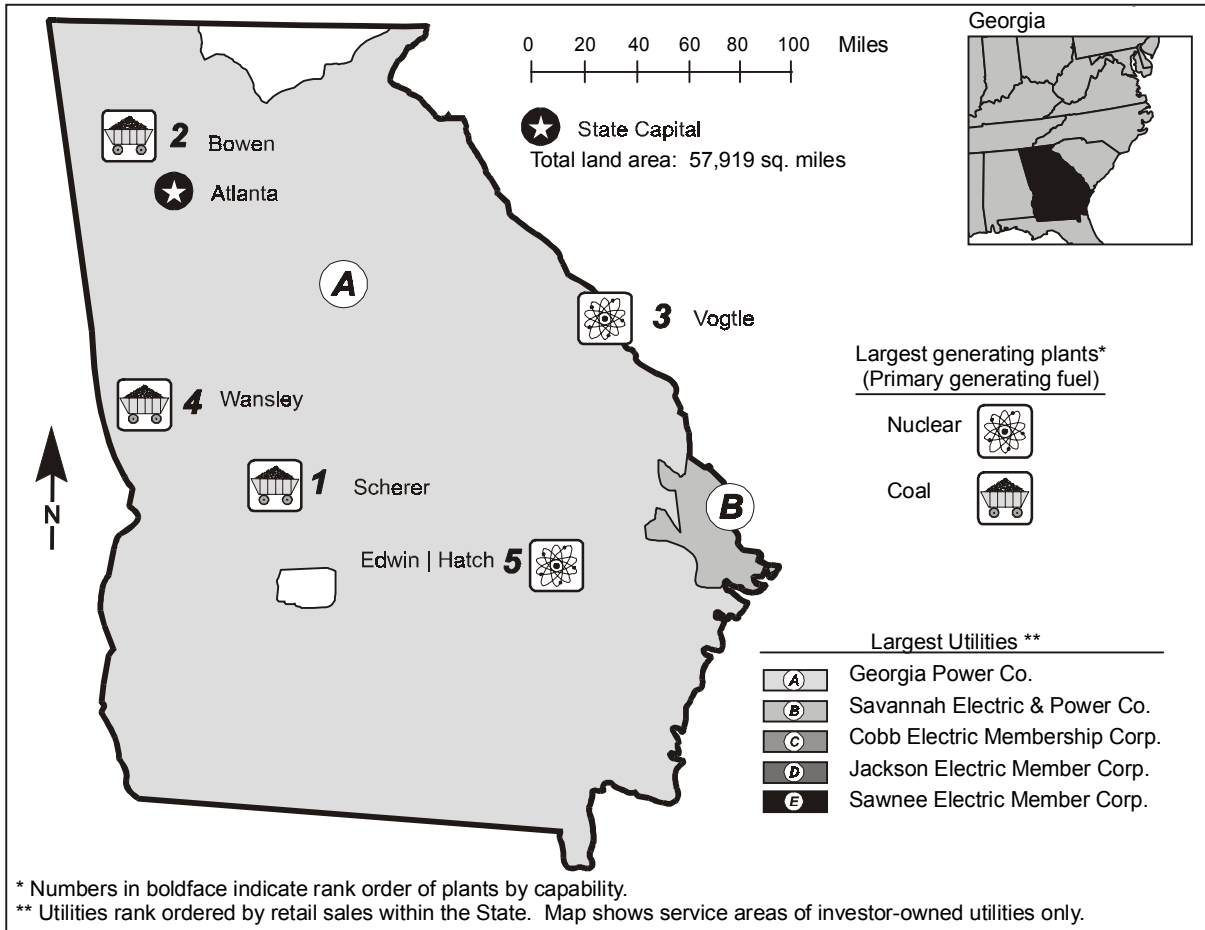 Georgia
0 20 40 60 80 100 Miles
State Capital
Total land area: 57,919 sq. miles
2 Bowen
Atlanta
A
3 Vogtle
Largest generating plants*
(Primary generating fuel)
Nuclear
Coal
4 Wansley
1 Scherer
N
B
Edwin | Hatch 5
Largest Utilities **
A Georgia Power Co.
B Savannah Electric & Power Co.
C Cobb Electric Membership Corp.
D Jackson Electric Member Corp.
E Sawnee Electric Member Corp.
* Numbers in boldface indicate rank order of plants by capability.
** Utilities rank ordered by retail sales within the State. Map shows service areas of investor-owned utilities only.